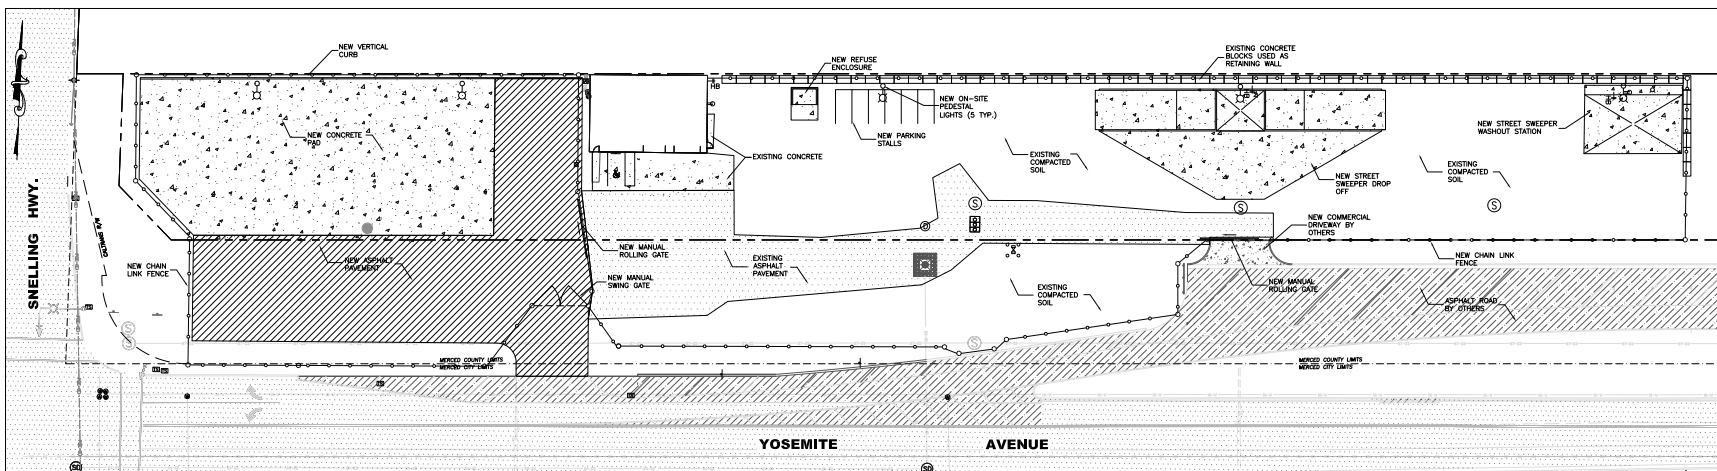 NEW VERTICAL
CURB
NEW REFUSE
ENCLOSURE
EXISTING CONCRETE
BLOCKS USED AS
RETAINING WALL
HB
NEW ON-SITE
PEDESTAL
LIGHTS (5 TYP.)
NEW CONCRETE
PAD
NEW PARKING
STALLS
NEW STREET SWEEPER
WASHOUT STATION
EXISTING CONCRETE
EXISTING
COMPACTED
SOIL
EXISTING
COMPACTED
SOIL
NEW STREET
SWEEPER DROP
OFF
SNELLING HWY.
S
S
S
NEW COMMERCIAL
DRIVEWAY BY
OTHERS
NEW MANUAL
ROLLING GATE
NEW CHAIN
LINK FENCE
NEW ASPHALT
PAVEMENT
EXISTING
ASPHALT
PAVEMENT
NEW CHAIN LINK
FENCE
NEW MANUAL
SWING GATE
NEW MANUAL
ROLLING GATE
EXISTING
COMPACTED
SOIL
ASPHALT ROAD
BY OTHERS
S
S
S
MERCED COUNTY LIMITS
MERCED CITY LIMITS
MERCED COUNTY LIMITS
MERCED CITY LIMITS
YOSEMITE AVENUE
SD
SD